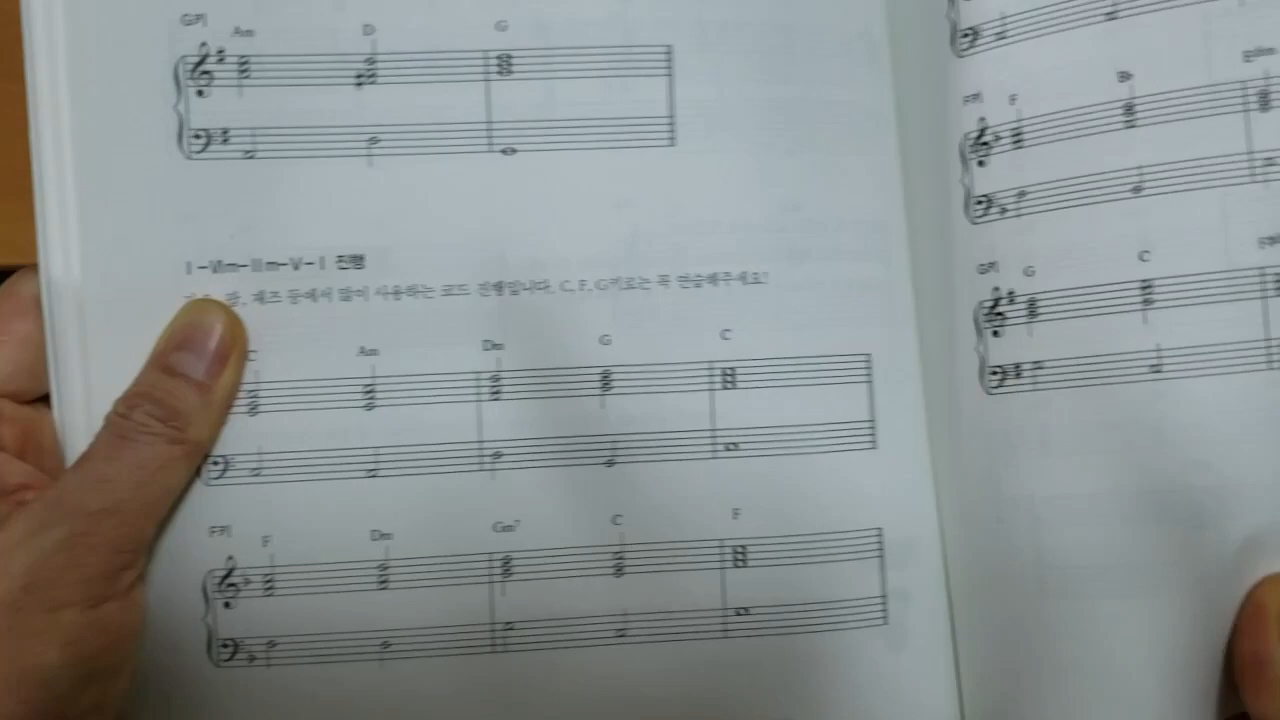 G키
Am D G
I-VIm-IIm-V-I 진행
재즈 등에서 많이 사용하는 코드 진행입니다. C, F, G키로는 꼭 연습해주세요!
C Am Dm G C
F키
F Dm Gm7 C F
F키
F B♭
G키
G C